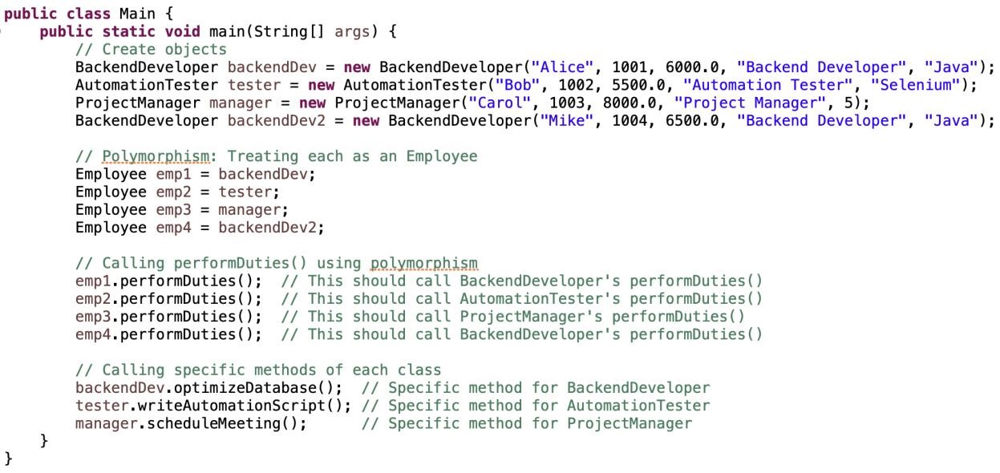 public class Main {
    public static void main(String[] args) {
        // Create objects
        BackendDeveloper backendDev = new BackendDeveloper("Alice", 1001, 6000.0, "Backend Developer", "Java");
        AutomationTester tester = new AutomationTester("Bob", 1002, 5500.0, "Automation Tester", "Selenium");
        ProjectManager manager = new ProjectManager("Carol", 1003, 8000.0, "Project Manager", 5);
        BackendDeveloper backendDev2 = new BackendDeveloper("Mike", 1004, 6500.0, "Backend Developer", "Java");

        // Polymorphism: Treating each as an Employee
        Employee emp1 = backendDev;
        Employee emp2 = tester;
        Employee emp3 = manager;
        Employee emp4 = backendDev2;

        // Calling performDuties() using polymorphism
        emp1.performDuties();  // This should call BackendDeveloper's performDuties()
        emp2.performDuties();  // This should call AutomationTester's performDuties()
        emp3.performDuties();  // This should call ProjectManager's performDuties()
        emp4.performDuties();  // This should call BackendDeveloper's performDuties()

        // Calling specific methods of each class
        backendDev.optimizeDatabase();  // Specific method for BackendDeveloper
        tester.writeAutomationScript(); // Specific method for AutomationTester
        manager.scheduleMeeting();      // Specific method for ProjectManager
    }
}